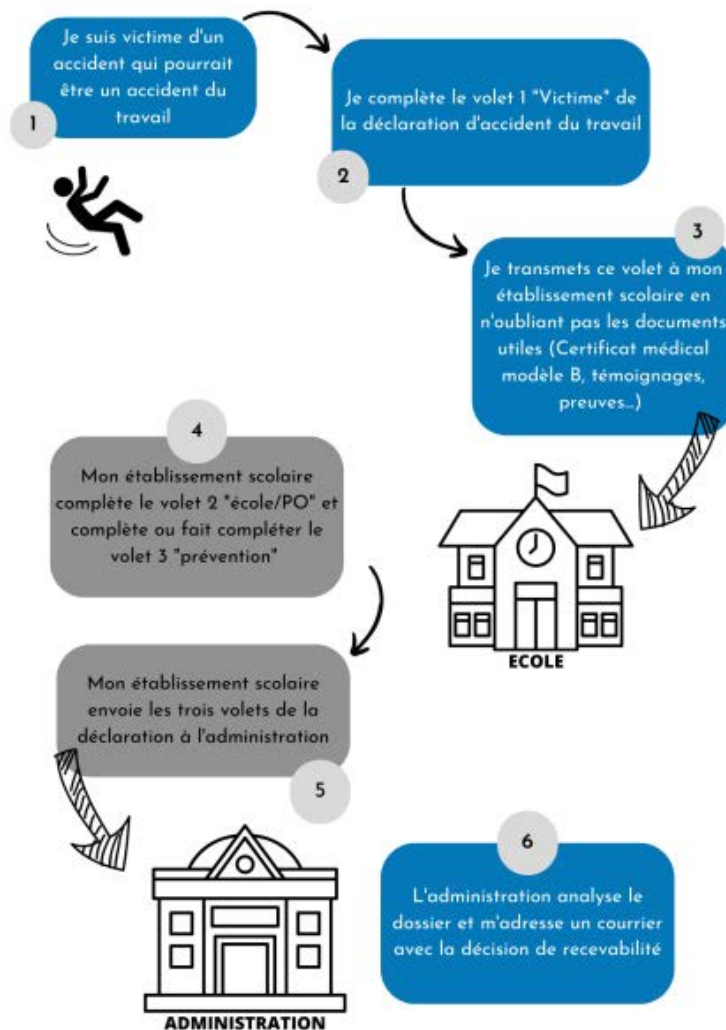 Je suis victime d'un
accident qui pourrait
être un accident du
travail
1
Je complète le volet 1 "Victime" de
la déclaration d'accident du travail
2
3
Je transmets ce volet à mon
établissement scolaire en
n'oubliant pas les documents
utiles (Certificat médical
modèle B, témoignages,
preuves...)
4
Mon établissement scolaire
complète le volet 2 "école/PO" et
complète ou fait compléter le
volet 3 "prévention"
ECOLE
Mon établissement scolaire
envoie les trois volets de la
déclaration à l'administration
5
6
L'administration analyse le
dossier et m'adresse un courrier
avec la décision de recevabilité
ADMINISTRATION